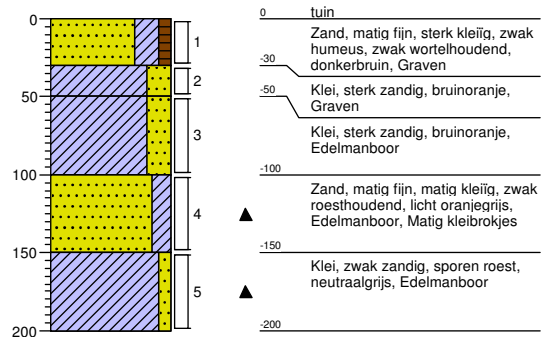 0
50
100
150
200
1
2
3
4
5
0
tuin
Zand, matig fijn, sterk kleiïg, zwak
humeus, zwak wortelhoudend,
donkerbruin, Graven
-30
Klei, sterk zandig, bruinoranje,
Graven
-50
Klei, sterk zandig, bruinoranje,
Edelmanboor
-100
Zand, matig fijn, matig kleiïg, zwak
roesthoudend, licht oranjegrijs,
Edelmanboor, Matig kleibrokjes
-150
Klei, zwak zandig, sporen roest,
neutraalgrijs, Edelmanboor
-200